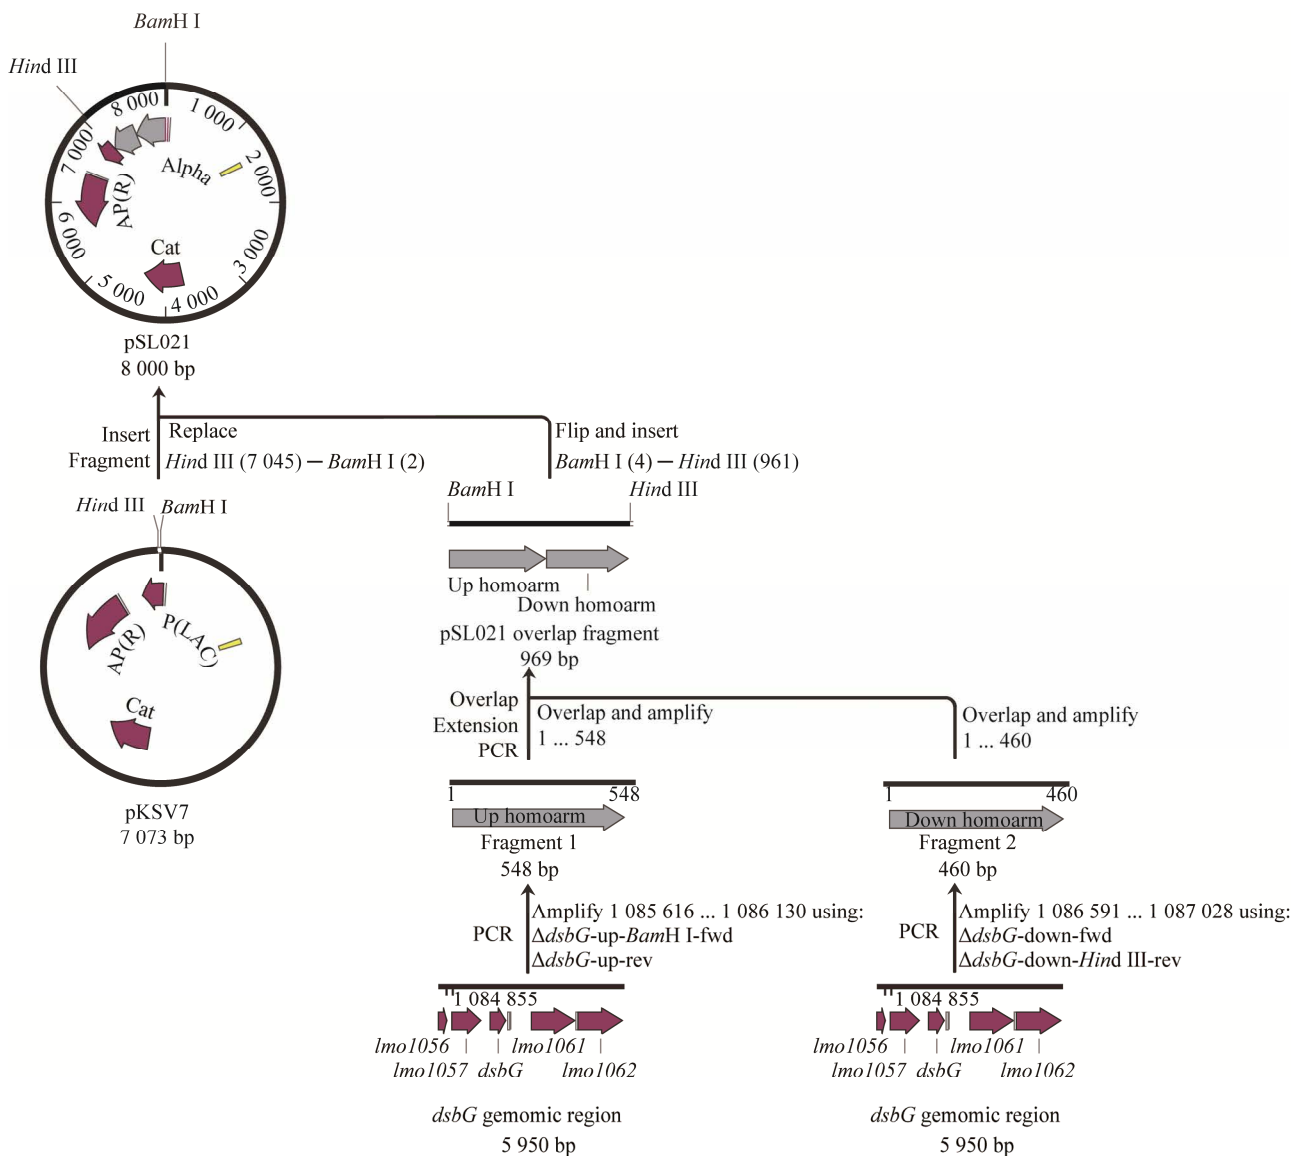 BamH I
Hind III
8 000
1 000
7 000
2 000
Alpha
AP(R)
6 000
Cat
3 000
5 000
4 000
pSL021
8 000 bp
Insert
Fragment
Replace
Hind III (7 045) — BamH I (2)
Flip and insert
BamH I (4) — Hind III (961)
Hind III
BamH I
BamH I
Hind III
AP(R)
P(LAC)
Cat
pKSV7
7 073 bp
Up homoarm
Down homoarm
pSL021 overlap fragment
969 bp
Overlap
Extension
PCR
Overlap and amplify
1 ... 548
Overlap and amplify
1 ... 460
1
548
Up homoarm
Fragment 1
548 bp
1
460
Down homoarm
Fragment 2
460 bp
PCR
Amplify 1 085 616 ... 1 086 130 using:
ΔdsbG-up-BamH I-fwd
ΔdsbG-up-rev
PCR
Amplify 1 086 591 ... 1 087 028 using:
ΔdsbG-down-fwd
ΔdsbG-down-Hind III-rev
1 084 855
lmo1056
lmo1061
lmo1057
dsbG
lmo1062
dsbG gemomic region
5 950 bp
1 084 855
lmo1056
lmo1061
lmo1057
dsbG
lmo1062
dsbG gemomic region
5 950 bp